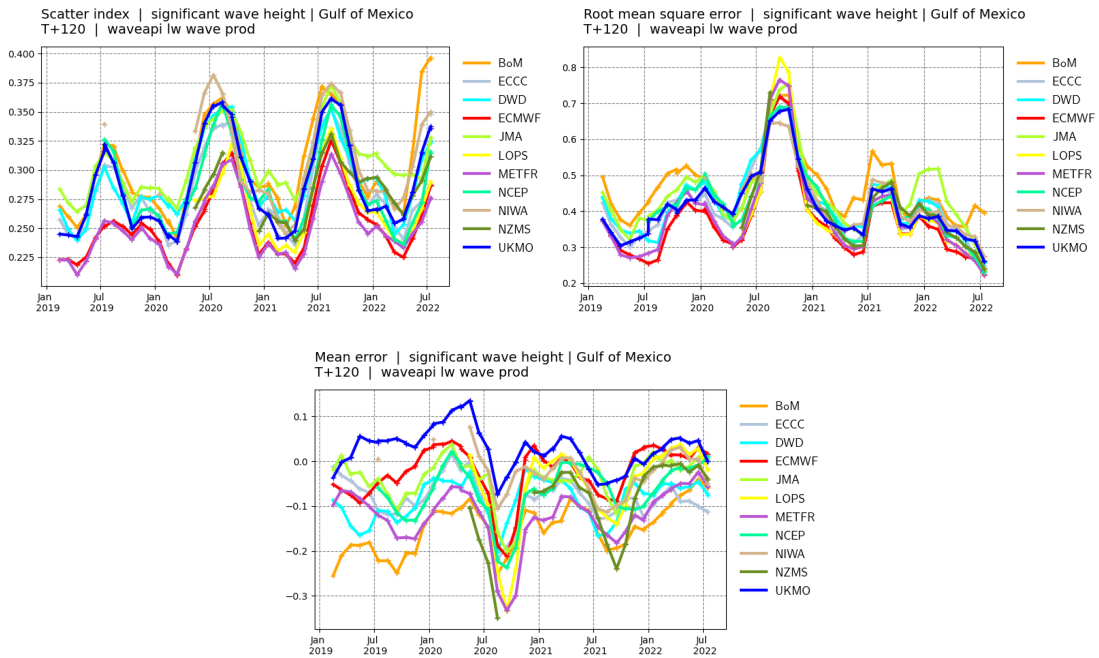 Scatter index | significant wave height | Gulf of Mexico
T+120 | waveapi lw wave prod
0.400
0.375
0.350
0.325
0.300
0.275
0.250
0.225
Jan 2019
Jul
Jan 2020
Jul 2020
Jan 2021
Jul 2021
Jan 2022
Jul 2022
BoM
ECCC
DWD
ECMWF
JMA
LOPS
METFR
NCEP
NIWA
NZMS
UKMO
Root mean square error | significant wave height | Gulf of Mexico
T+120 | waveapi lw wave prod
0.8
0.7
0.6
0.5
0.4
0.3
0.2
Jan 2019
Jul 2019
Jan 2020
Jul 2020
Jan 2021
Jul 2021
Jan 2022
Jul 2022
BoM
ECCC
DWD
ECMWF
JMA
LOPS
METFR
NCEP
NIWA
NZMS
UKMO
Mean error | significant wave height | Gulf of Mexico
T+120 | waveapi lw wave prod
0.1
0.0
−0.1
−0.2
−0.3
Jan 2019
Jul 2019
Jan 2020
Jul 2020
Jan 2021
Jul 2021
Jan 2022
Jul 2022
BoM
ECCC
DWD
ECMWF
JMA
LOPS
METFR
NCEP
NIWA
NZMS
UKMO